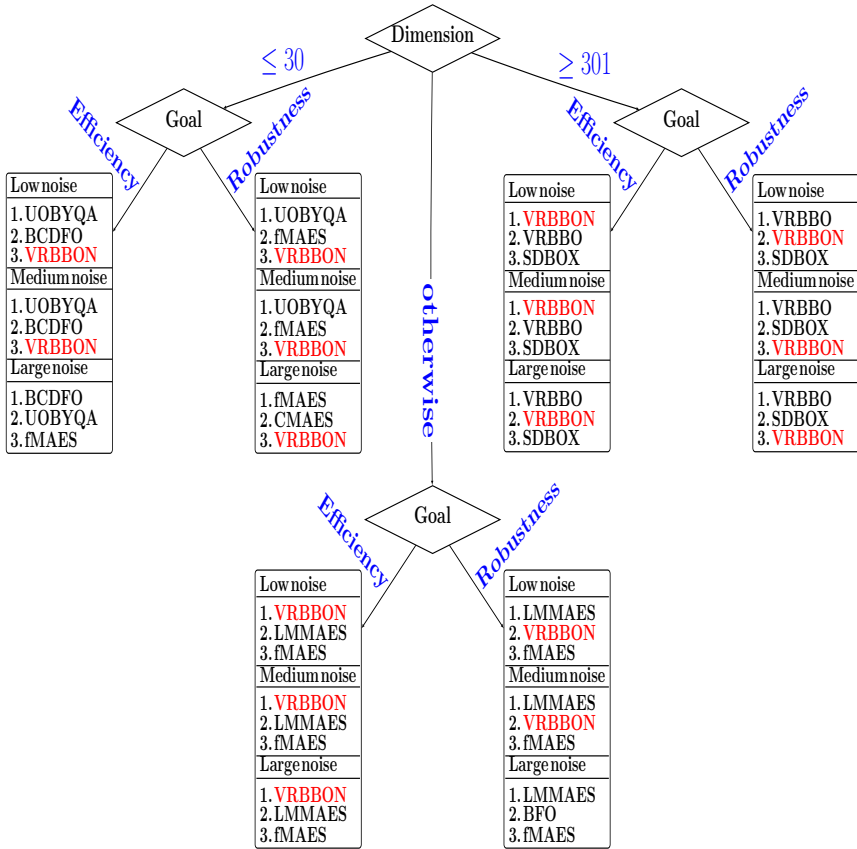 Dimension
≤ 30
≥ 301
otherwise
Goal
Efficiency
Robustness
Low noise
1. UOBYQA
2. BCDFO
3. VRBBON
Medium noise
1. UOBYQA
2. BCDFO
3. VRBBON
Large noise
1. BCDFO
2. UOBYQA
3. fMAES
Low noise
1. UOBYQA
2. fMAES
3. VRBBON
Medium noise
1. UOBYQA
2. fMAES
3. VRBBON
Large noise
1. fMAES
2. CMAES
3. VRBBON
Goal
Efficiency
Robustness
Low noise
1. VRBBON
2. VRBBO
3. SDBOX
Medium noise
1. VRBBON
2. VRBBO
3. SDBOX
Large noise
1. VRBBO
2. VRBBON
3. SDBOX
Low noise
1. VRBBO
2. VRBBON
3. SDBOX
Medium noise
1. VRBBO
2. SDBOX
3. VRBBON
Large noise
1. VRBBO
2. SDBOX
3. VRBBON
Goal
Efficiency
Robustness
Low noise
1. VRBBON
2. LMMAES
3. fMAES
Medium noise
1. VRBBON
2. LMMAES
3. fMAES
Large noise
1. VRBBON
2. LMMAES
3. fMAES
Low noise
1. LMMAES
2. VRBBON
3. fMAES
Medium noise
1. LMMAES
2. VRBBON
3. fMAES
Large noise
1. LMMAES
2. BFO
3. fMAES